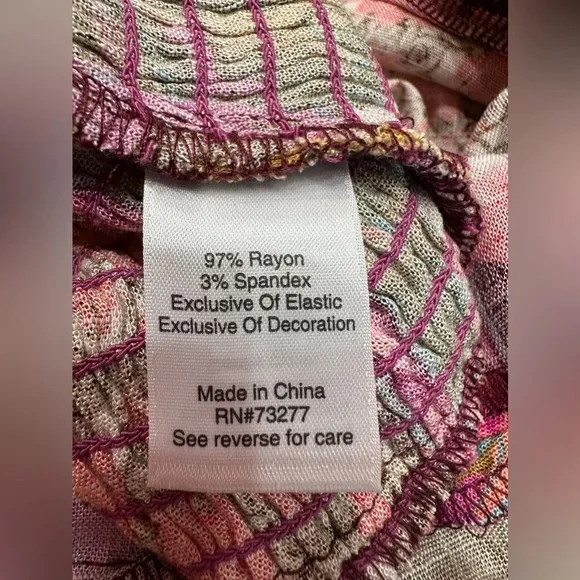 97% Rayon
3% Spandex
Exclusive Of Elastic
Exclusive Of Decoration
Made in China
RN#73277
See reverse for care